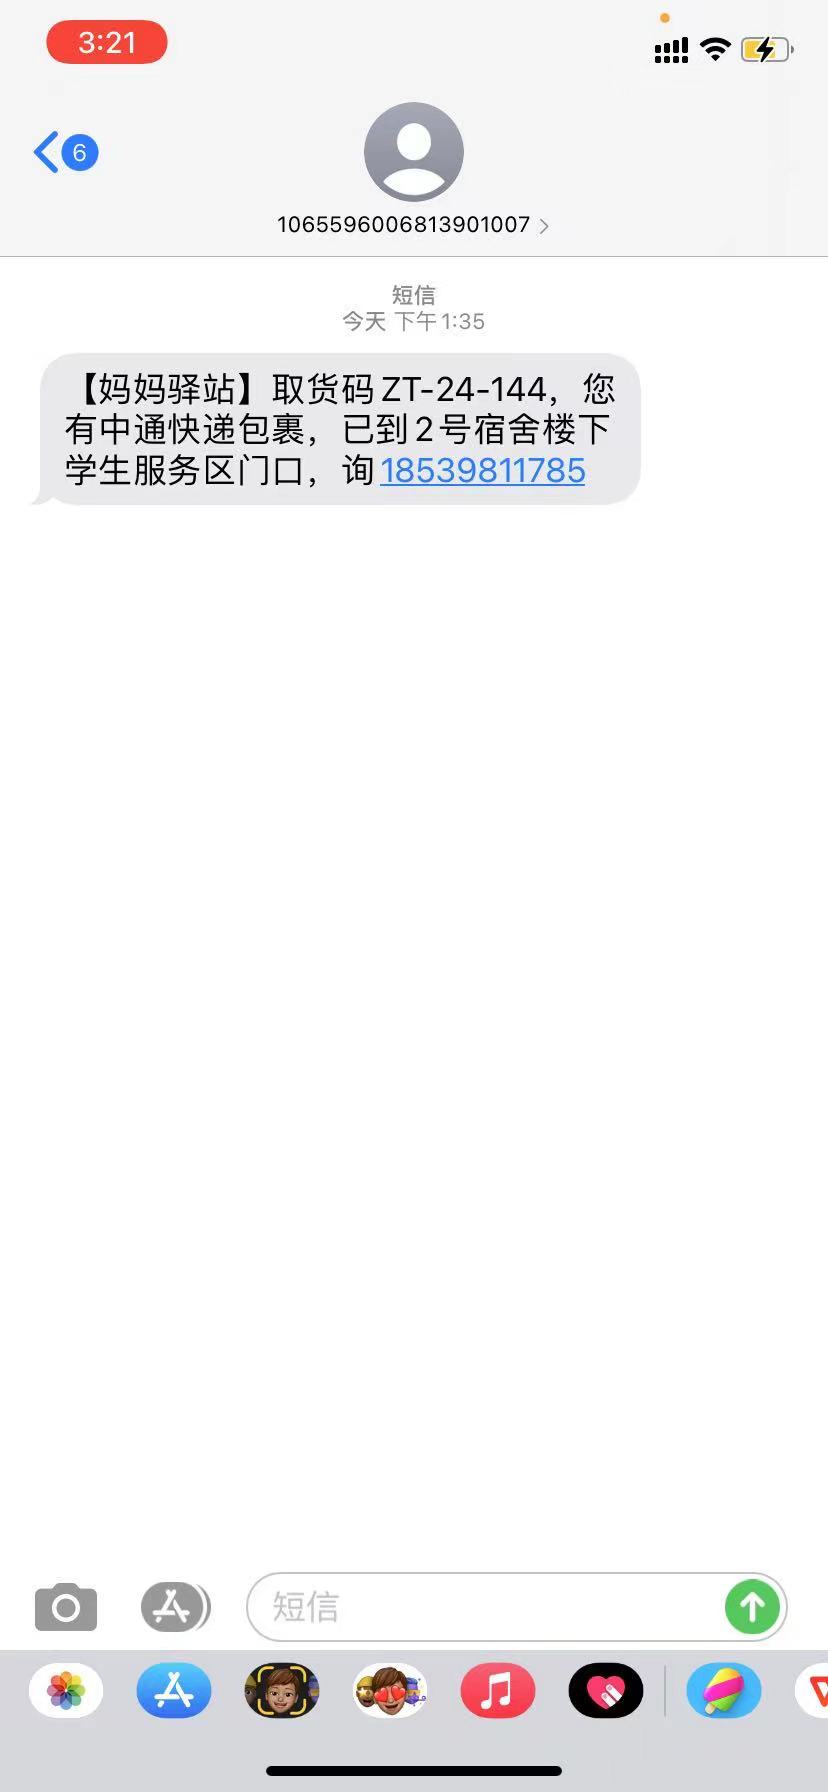 3:21
6
1065596006813901007
短信
今天 下午1:35
【妈妈驿站】取货码ZT-24-144，您
有中通快递包裹，已到2号宿舍楼下
学生服务区门口，询18539811785
短信